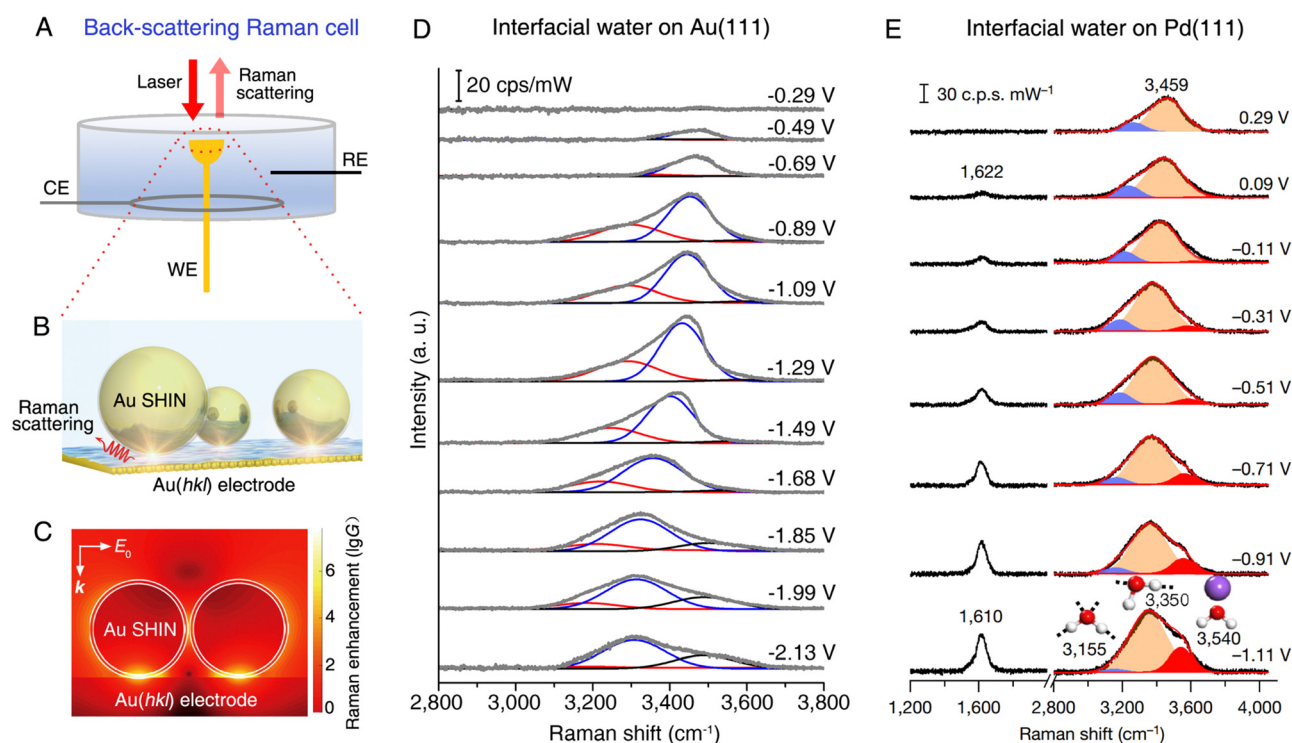 A
Back-scattering Raman cell
Laser
Raman
scattering
RE
CE
WE
B
Au SHIN
Raman
scattering
Au(hkl) electrode
C
E0
k
Au SHIN
Au(hkl) electrode
6
4
2
0
Raman enhancement (lgG)
D
Interfacial water on Au(111)
20 cps/mW
-0.29 V
-0.49 V
-0.69 V
-0.89 V
-1.09 V
-1.29 V
-1.49 V
-1.68 V
-1.85 V
-1.99 V
-2.13 V
Intensity (a. u.)
2,800 3,000 3,200 3,400 3,600 3,800
Raman shift (cm⁻¹)
E
Interfacial water on Pd(111)
30 c.p.s. mW⁻¹
3,459
0.29 V
1,622
0.09 V
−0.11 V
−0.31 V
−0.51 V
−0.71 V
−0.91 V
3,350
1,610
3,155
3,540
−1.11 V
1,200 1,600 2,800 3,200 3,600 4,000
Raman shift (cm⁻¹)